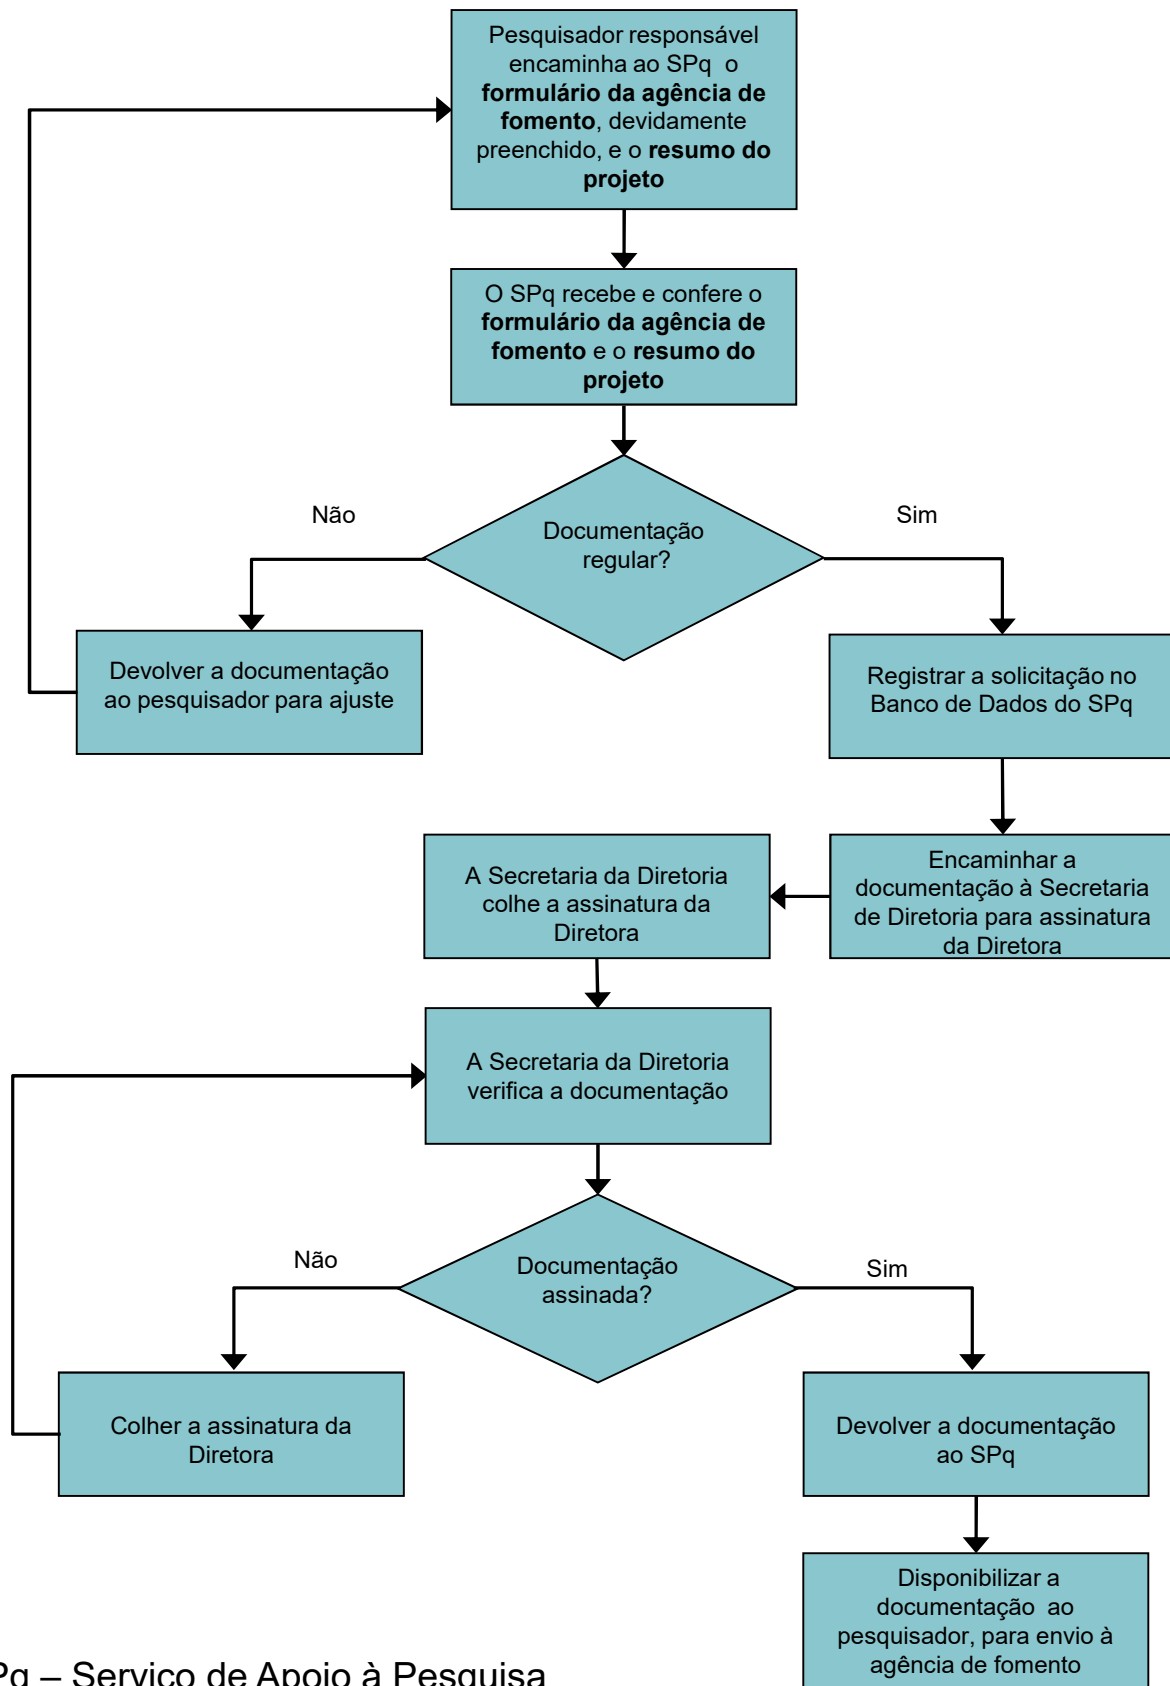 Pesquisador responsável
encaminha ao SPq o
formulário da agência de
fomento, devidamente
preenchido, e o resumo do
projeto
O SPq recebe e confere o
formulário da agência de
fomento e o resumo do
projeto
Não
Documentação
regular?
Sim
Devolver a documentação
ao pesquisador para ajuste
Registrar a solicitação no
Banco de Dados do SPq
Encaminhar a
documentação à Secretaria
de Diretoria para assinatura
da Diretora
A Secretaria da Diretoria
colhe a assinatura da
Diretora
A Secretaria da Diretoria
verifica a documentação
Não
Documentação
assinada?
Sim
Colher a assinatura da
Diretora
Devolver a documentação
ao SPq
Disponibilizar a
documentação ao
pesquisador, para envio à
agência de fomento
– Serviço de Apoio à Pesquisa